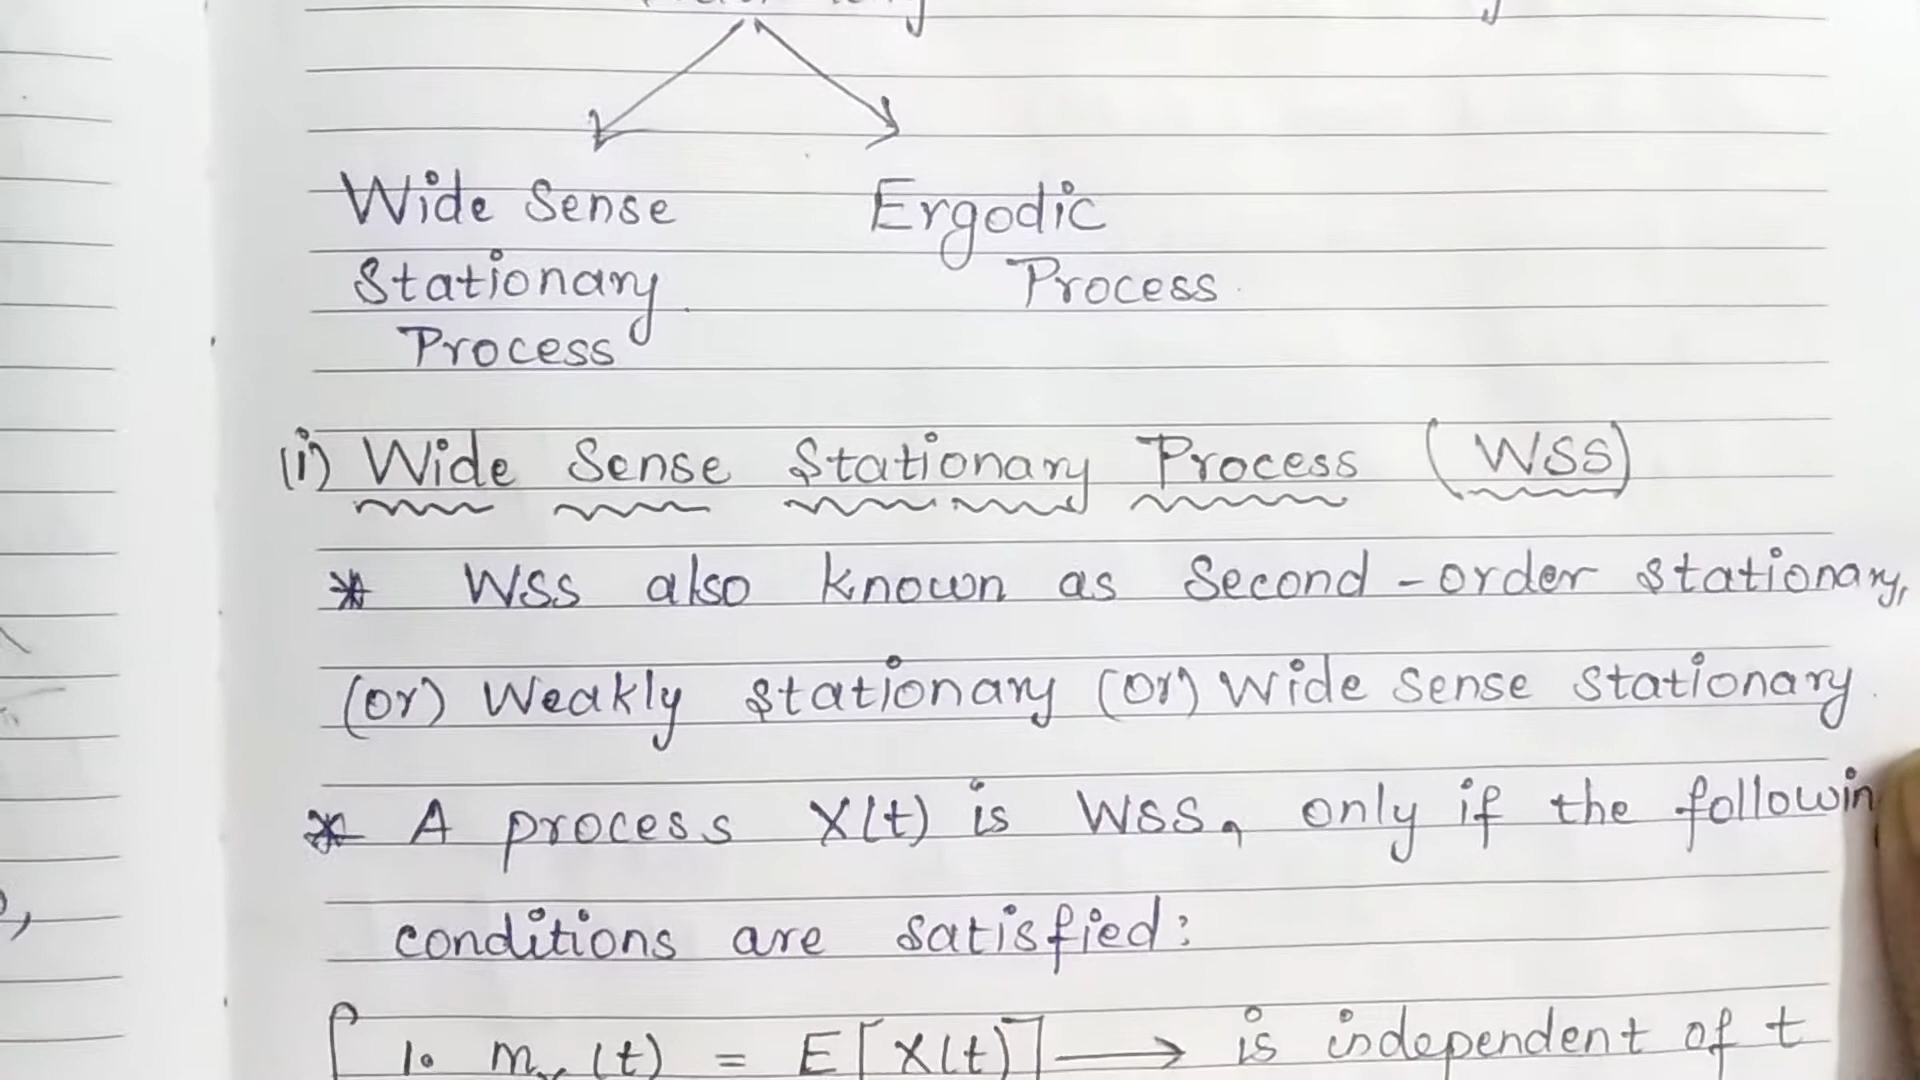 Wide Sense Ergodic
Stationary Process
Process
(i) Wide Sense Stationary Process (WSS)
* WSS also known as Second-order stationary,
(or) Weakly stationary (or) Wide sense stationary.
* A process X(t) is WSS, only if the followin
conditions are satisfied:
1. mx(t) = E[X(t)] → is independent of t